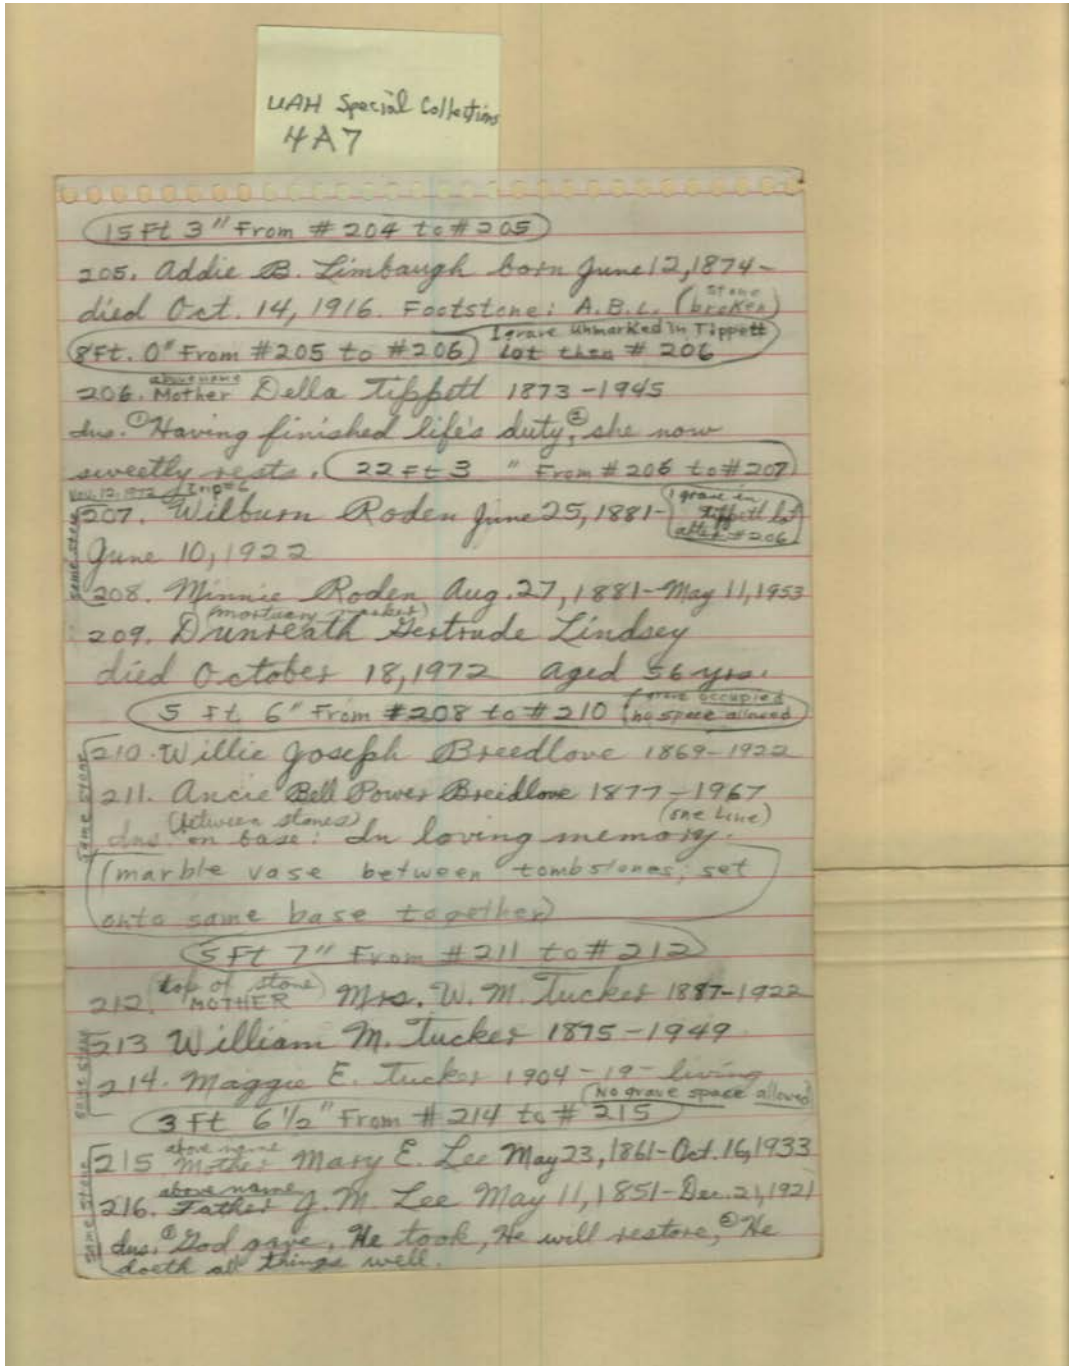 UAH Special Collections
4A7
15 Ft 3" From # 204 to # 205
205. Addie B. Limbaugh born June 12, 1874-
died Oct. 14, 1916. Footstone: A.B.L. (stone broken)
8 Ft. 0" From #205 to #206 1 grave unmarked in Tippett
lot then # 206
above name
206. Mother Della Tippett 1873-1945
Ins. ① Having finished life's duty, ② she now
sweetly rests. 22 Ft 3 " From #206 to #207
Nov. 12, 1972 trip #6
same stone
207. Wilburn Roden June 25, 1881- 1 grave in Tippett lot after #206
June 10, 1922
208. Minnie Roden Aug. 27, 1881-May 11, 1953
(mortuary marker)
209. Dunreath Gertrude Lindsey
died October 18, 1972 aged 56 yrs.
5 Ft. 6" From #208 to #210 (grave occupied
no space allowed)
same stone
210. Willie Joseph Breedlove 1869-1922
211. Ancie Bell Power Breidlove 1877-1967
(between stones) (one line)
Ins. on base: In loving memory.
(marble vase between tombstones; set
onto same base together)
5 Ft 7" From #211 to # 212
(top of stone)
212. MOTHER Mrs. W. M. Tucker 1887-1922
same stone
213 William M. Tucker 1875-1949
214. Maggie E. Tucker 1904-19- living
(No grave space allowed)
3 Ft 6 1/2" From # 214 to # 215
same stone
above name
215 Mother Mary E. Lee May 23, 1861-Oct. 16, 1933
above name
216. Father J. M. Lee May 11, 1851-Dec. 21, 1921
Ins. ① God gave, He took, He will restore, ② He
doeth all things well.